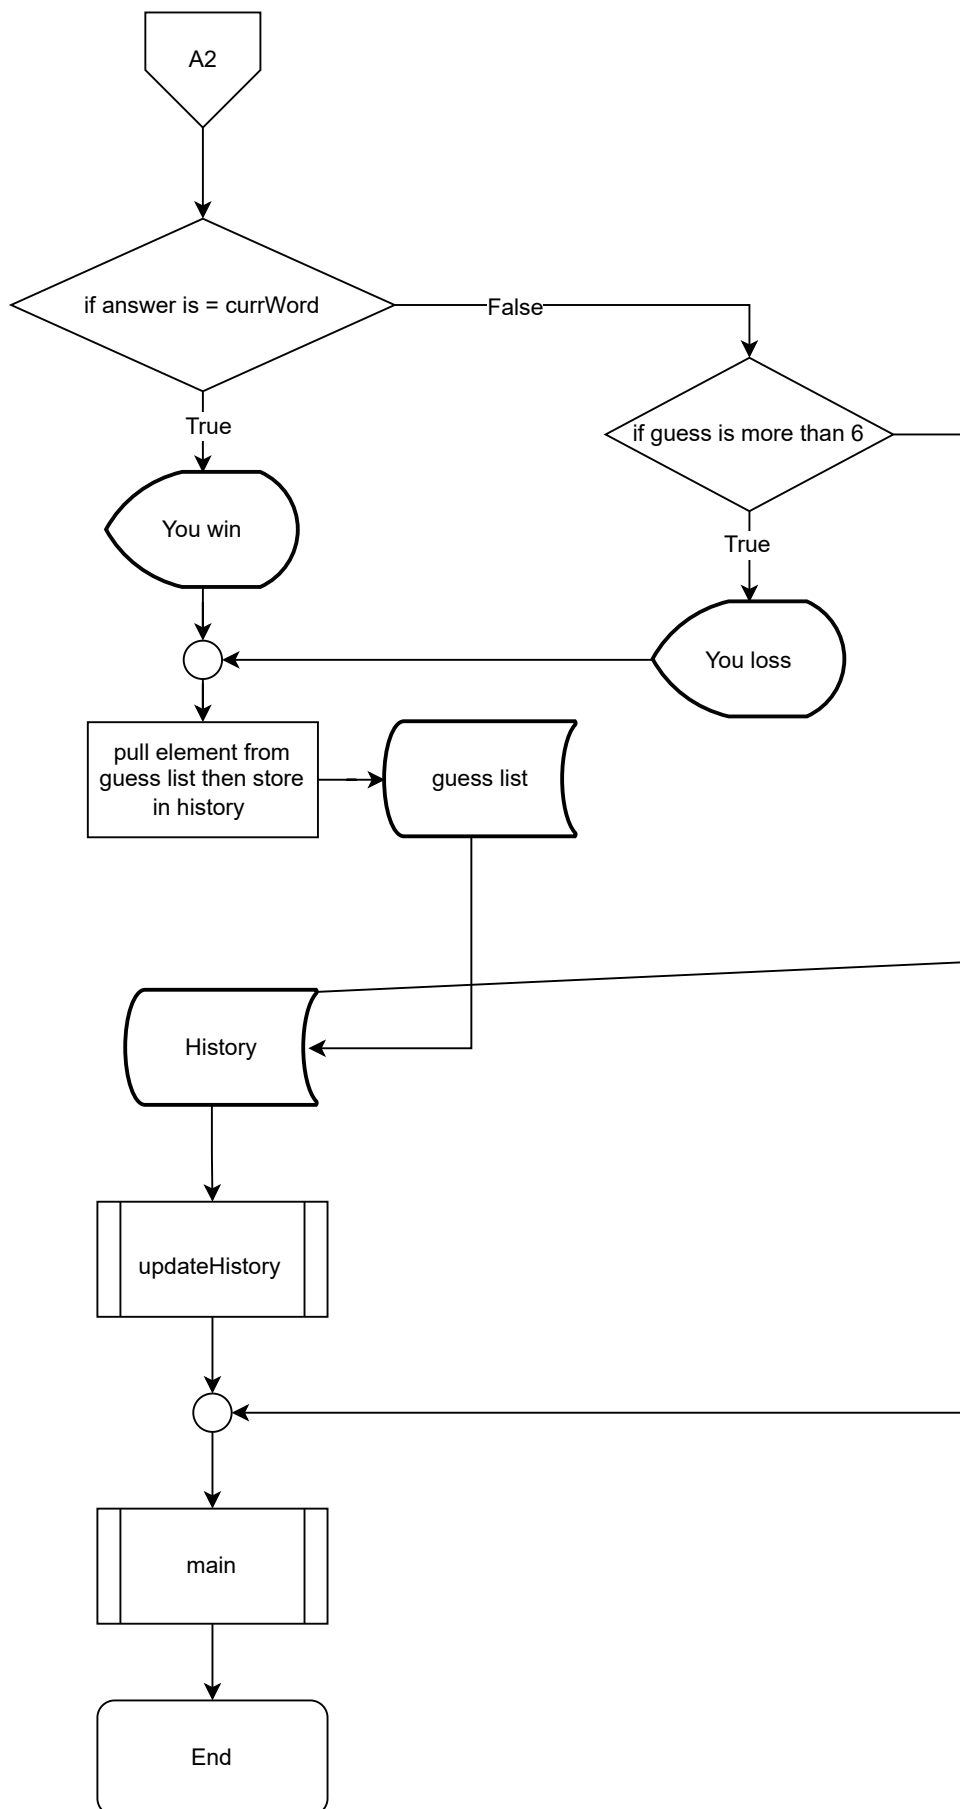 A2
if answer is = currWord
False
True
if guess is more than 6
You win
True
You loss
pull element from
guess list then store
in history
guess list
History
updateHistory
main
End